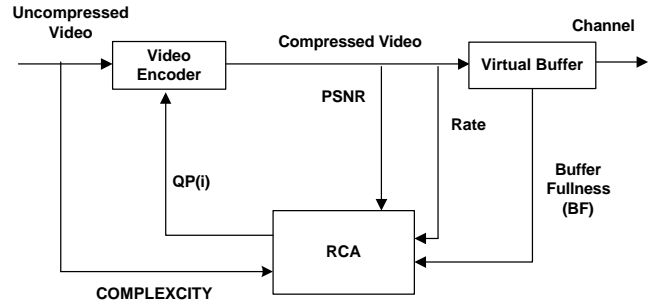 Uncompressed
Video
Video
Encoder
Compressed Video
Virtual Buffer
Channel
PSNR
Rate
QP(i)
Buffer
Fullness
(BF)
RCA
COMPLEXCITY